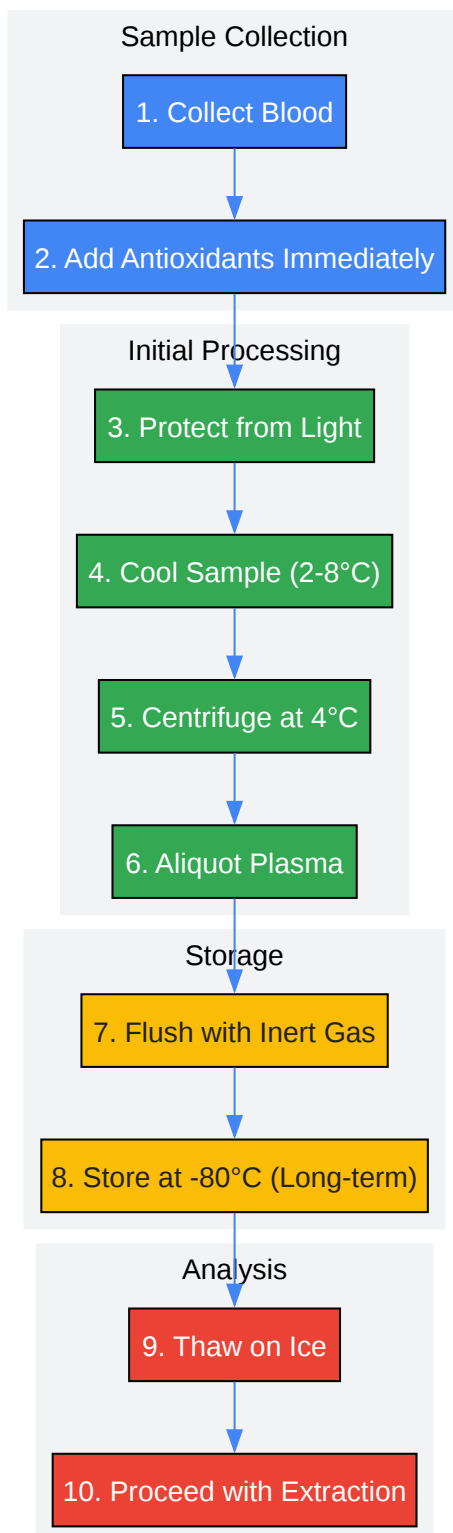 Sample Collection
1. Collect Blood
2. Add Antioxidants Immediately
Initial Processing
3. Protect from Light
4. Cool Sample (2-8°C)
5. Centrifuge at 4°C
6. Aliquot Plasma
Storage
7. Flush with Inert Gas
8. Store at -80°C (Long-term)
Analysis
9. Thaw on Ice
10. Proceed with Extraction